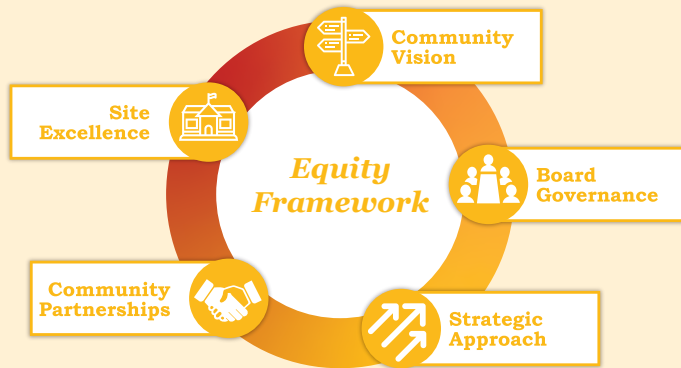 Community
Vision
Site
Excellence
Equity
Framework
Board
Governance
Community
Partnerships
Strategic
Approach